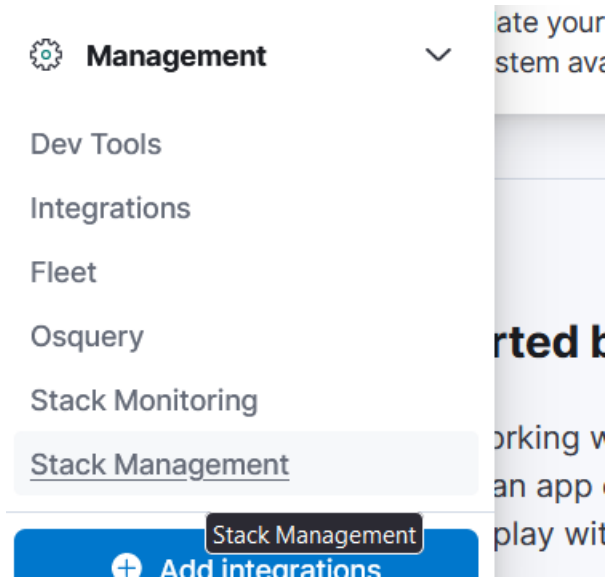 Management
Dev Tools
Integrations
Fleet
Osquery
Stack Monitoring
Stack Management
Stack Management
Add integrations
ate your
stem ava
rted b
orking w
an app
play wit